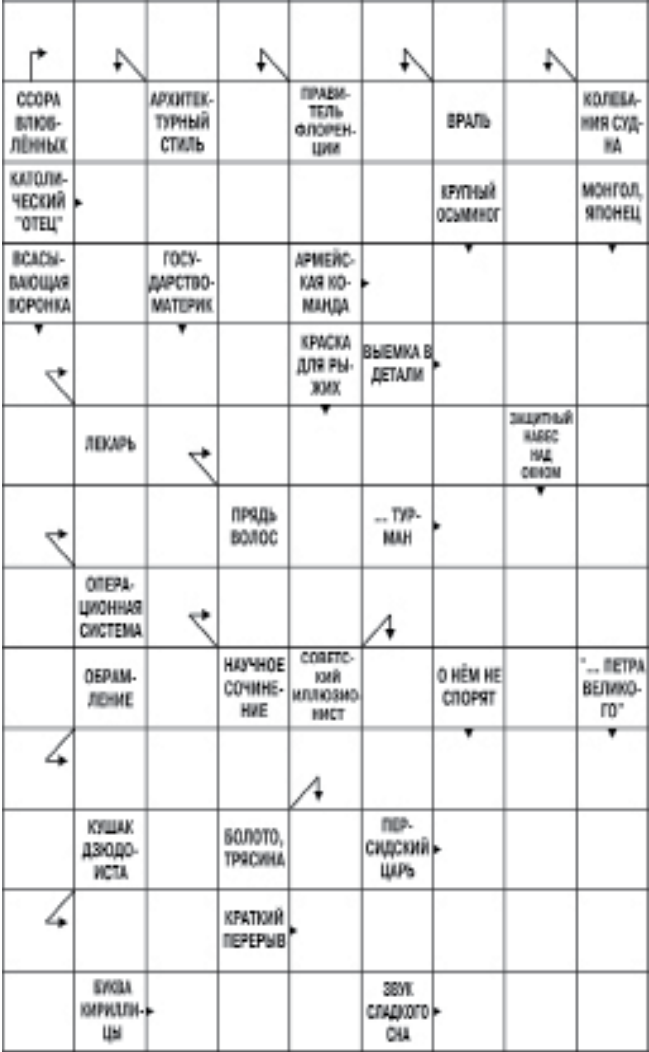 ССОРА
ВЛЮБ-
ЛЁННЫХ
АРХИТЕК-
ТУРНЫЙ
СТИЛЬ
ПРАВИ-
ТЕЛЬ
ФЛОРЕН-
ЦИИ
ВРАЛЬ
КОЛЕБА-
НИЯ СУД-
НА
КАТОЛИ-
ЧЕСКИЙ
"ОТЕЦ"
КРУПНЫЙ
ОСЬМИНОГ
МОНГОЛ,
ЯПОНЕЦ
ВСАСЫ-
ВАЮЩАЯ
ВОРОНКА
ГОСУ-
ДАРСТВО-
МАТЕРИК
АРМЕЙС-
КАЯ КО-
МАНДА
КРАСКА
ДЛЯ РЫ-
ЖИХ
ВЫЕМКА В
ДЕТАЛИ
ЛЕКАРЬ
ЗАЩИТНЫЙ
НАВЕС
НАД
ОКНОМ
ПРЯДЬ
ВОЛОС
... ТУР-
МАН
ОПЕРА-
ЦИОННАЯ
СИСТЕМА
ОБРАМ-
ЛЕНИЕ
НАУЧНОЕ
СОЧИНЕ-
НИЕ
СОВЕТС-
КИЙ
ИЛЛЮЗИО-
НИСТ
О НЁМ НЕ
СПОРЯТ
"... ПЕТРА
ВЕЛИКО-
ГО"
КУШАК
ДЗЮДО-
ИСТА
БОЛОТО,
ТРЯСИНА
ПЕР-
СИДСКИЙ
ЦАРЬ
КРАТКИЙ
ПЕРЕРЫВ
БУКВА
КИРИЛЛИ-
ЦЫ
ЗВУК
СЛАДКОГО
СНА